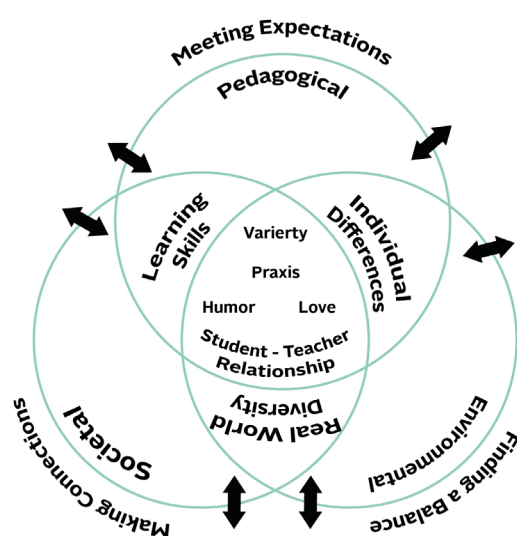 Meeting Expectations
Pedagogical
Learning
Skills
Individual
Differences
Varierty
Praxis
Humor
Love
Student - Teacher
Relationship
Diversity
Real World
Societal
Making Connections
Environmental
Finding a Balance